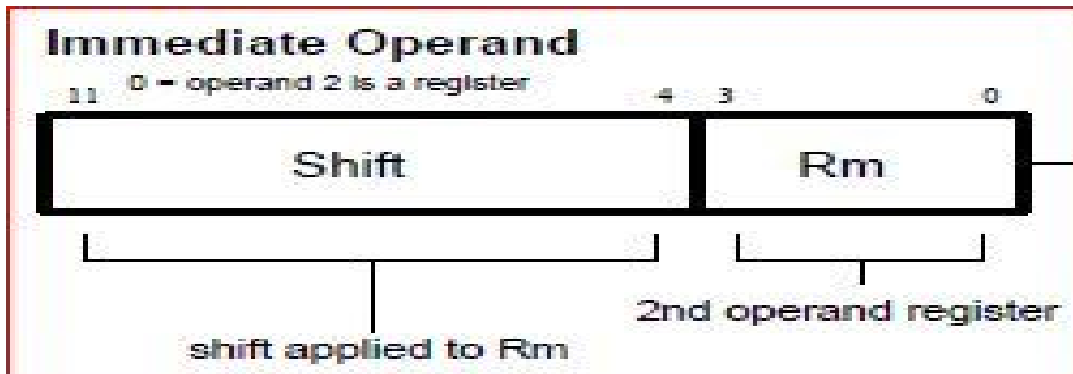 Immediate Operand
0 = operand 2 is a register
11 4 3 0
Shift Rm
2nd operand register
shift applied to Rm